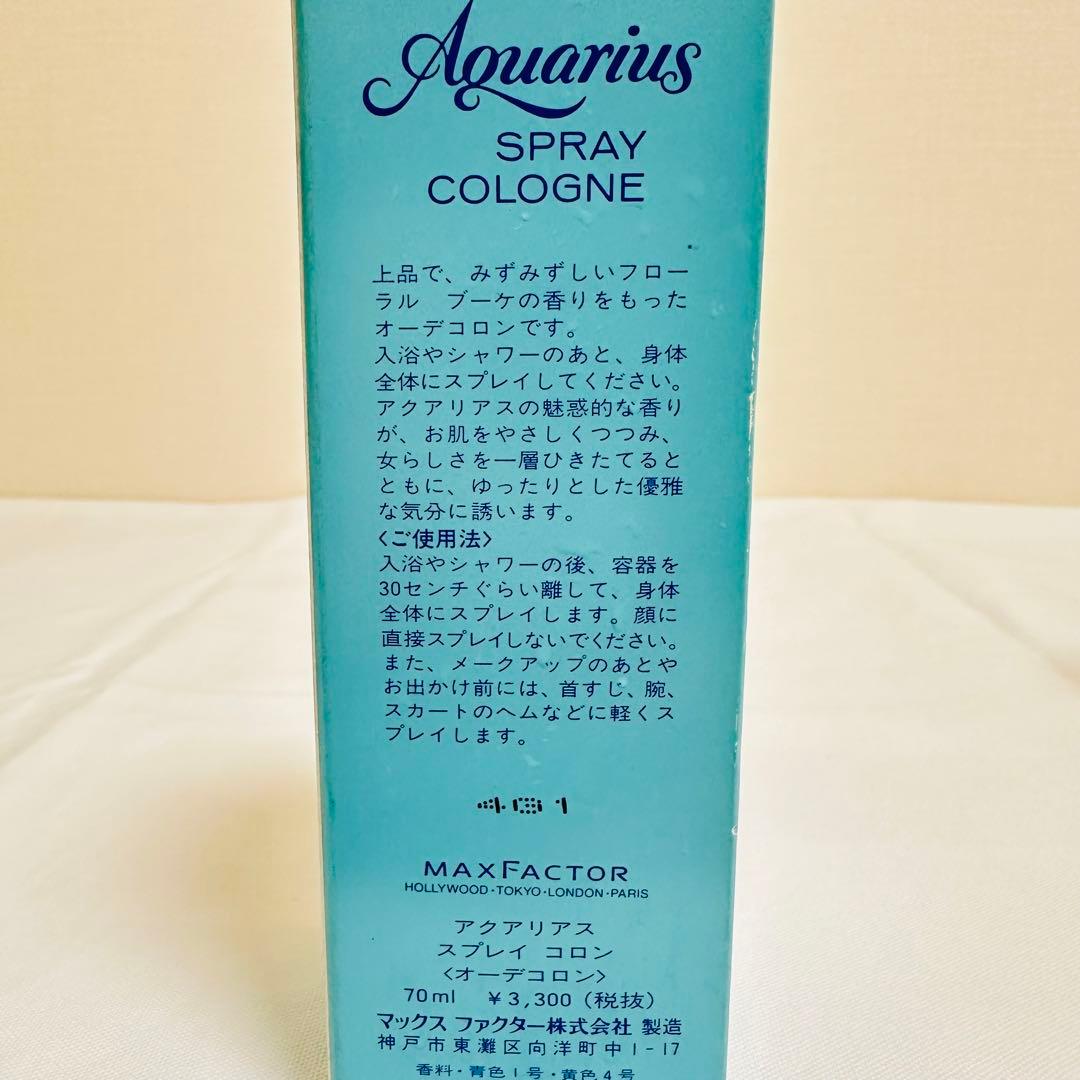 Aquarius
SPRAY
COLOGNE
上品で、みずみずしいフロー
ラル　ブーケの香りをもった
オーデコロンです。
入浴やシャワーのあと、身体
全体にスプレイしてください。
アクアリアスの魅惑的な香り
が、お肌をやさしくつつみ、
女らしさを一層ひきたてると
ともに、ゆったりとした優雅
な気分に誘います。
〈ご使用法〉
入浴やシャワーの後、容器を
30センチぐらい離して、身体
全体にスプレイします。顔に
直接スプレイしないでください。
また、メークアップのあとや
お出かけ前には、首すじ、腕、
スカートのヘムなどに軽くス
プレイします。
401
MAXFACTOR
HOLLYWOOD・TOKYO・LONDON・PARIS
アクアリアス
スプレイ コロン
〈オーデコロン〉
70ml ￥3,300（税抜）
マックス ファクター株式会社 製造
神戸市東灘区向洋町中1-17
香料・青色1号・黄色4号